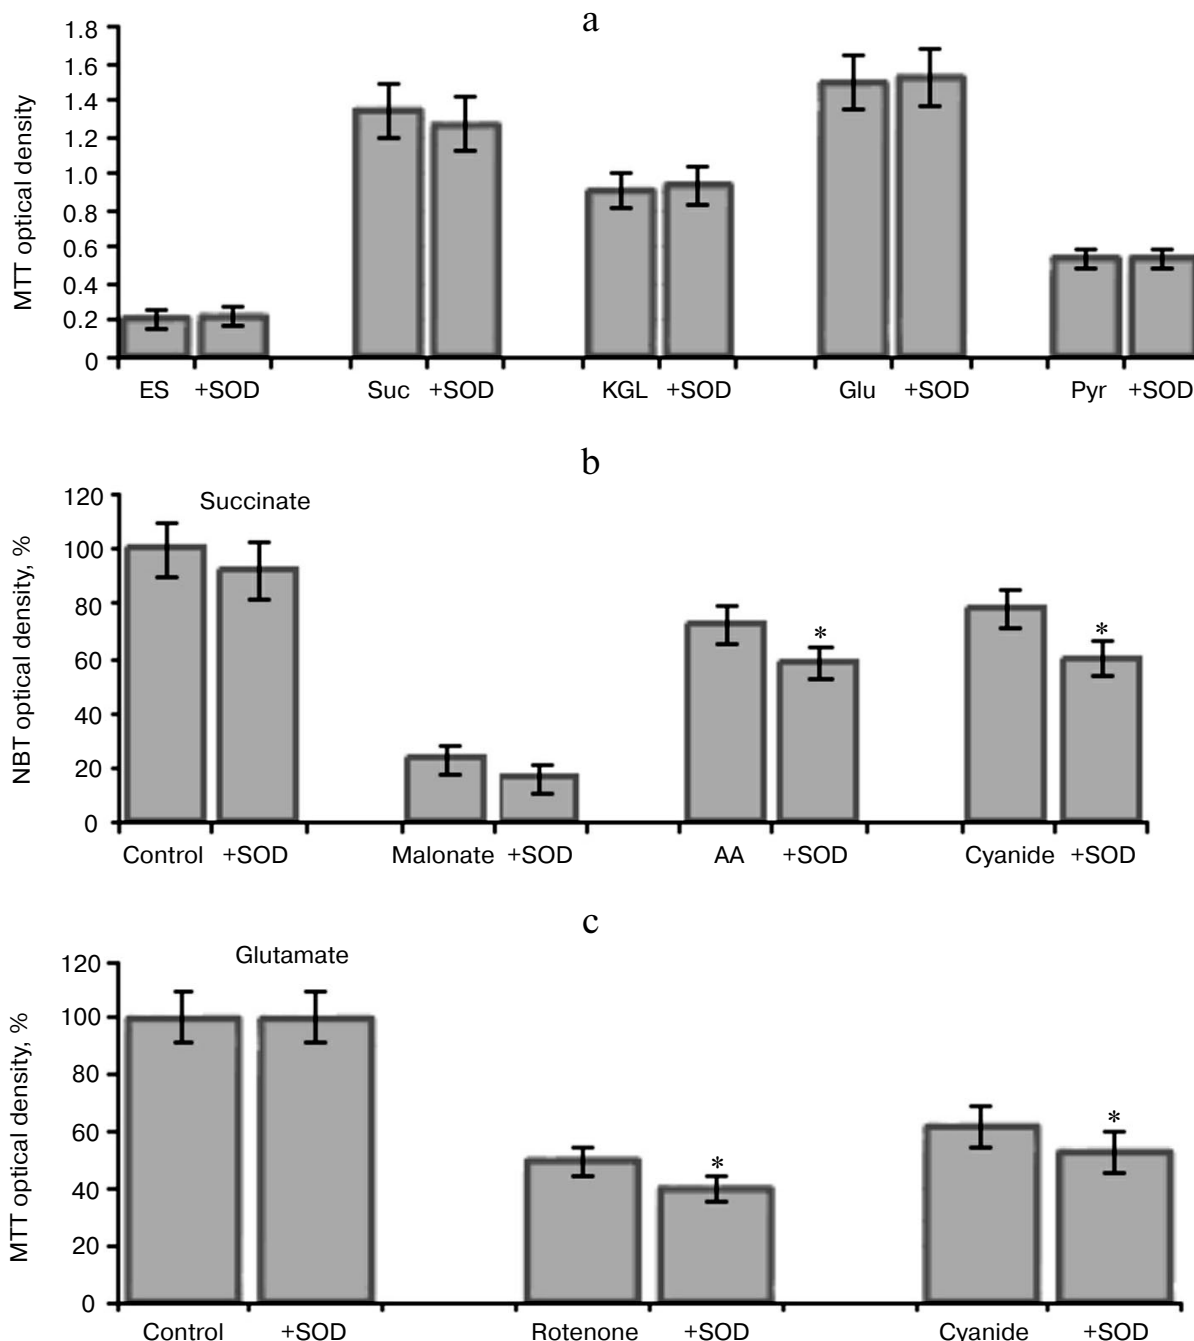 a
MTT optical density
1.8
1.6
1.4
1.2
1.0
0.8
0.6
0.4
0.2
0
ES +SOD Suc +SOD KGL +SOD Glu +SOD Pyr +SOD
b
NBT optical density, %
Succinate
120
100
80
60
40
20
0
* *
Control +SOD Malonate +SOD AA +SOD Cyanide +SOD
c
MTT optical density, %
Glutamate
120
100
80
60
40
20
0
* *
Control +SOD Rotenone +SOD Cyanide +SOD